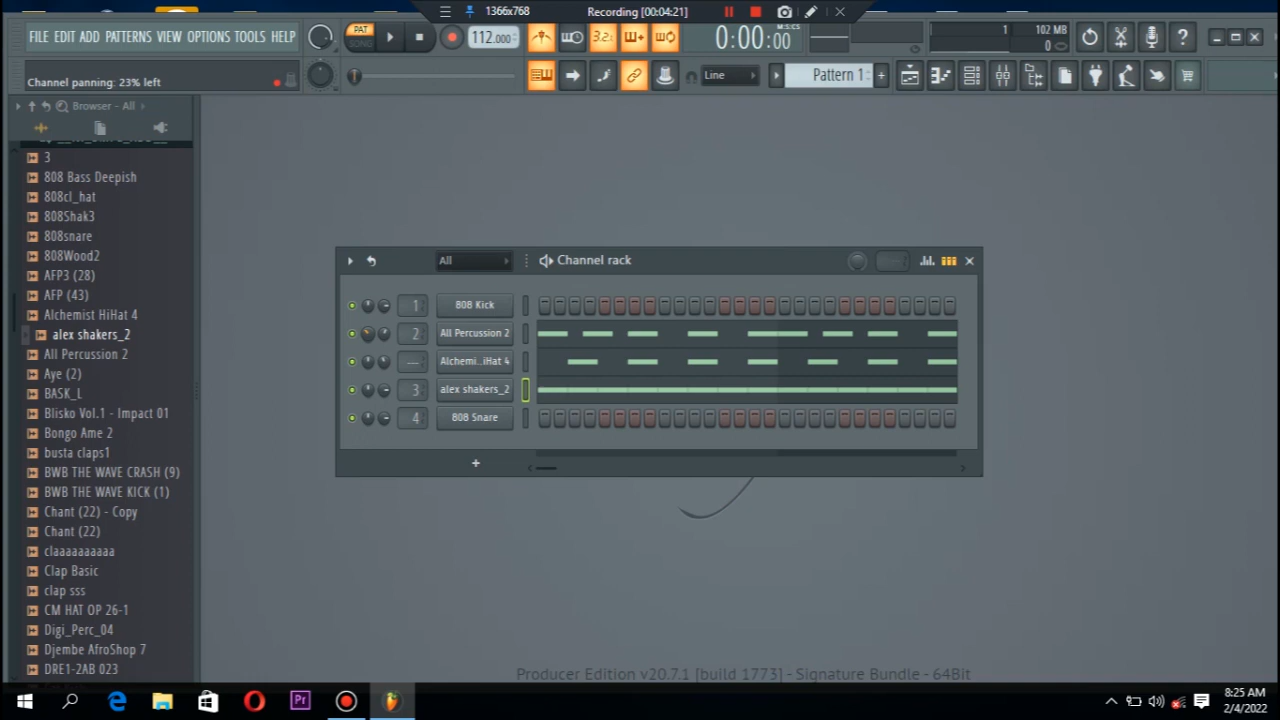 1366x768
Recording [00:04:21]
FILE EDIT ADD PATTERNS VIEW OPTIONS TOOLS HELP
PAT
SONG
112.000
3.2.
0:00:00
M:S:CS
1
102 MB
0
Channel panning: 23% left
Line
Pattern 1
Browser - All
3
808 Bass Deepish
808cl_hat
808Shak3
808snare
808Wood2
AFP3 (28)
AFP (43)
Alchemist HiHat 4
alex shakers_2
All Percussion 2
Aye (2)
BASK_L
Blisko Vol.1 - Impact 01
Bongo Ame 2
busta claps1
BWB THE WAVE CRASH (9)
BWB THE WAVE KICK (1)
Chant (22) - Copy
Chant (22)
claaaaaaaaaa
Clap Basic
clap sss
CM HAT OP 26-1
Digi_Perc_04
Djembe AfroShop 7
DRE1-2AB 023
All
Channel rack
1 808 Kick
2 All Percussion 2
--- Alchemi..iHat 4
3 alex shakers_2
4 808 Snare
Producer Edition v20.7.1 [build 1773] - Signature Bundle - 64Bit
Pr
8:25 AM
2/4/2022